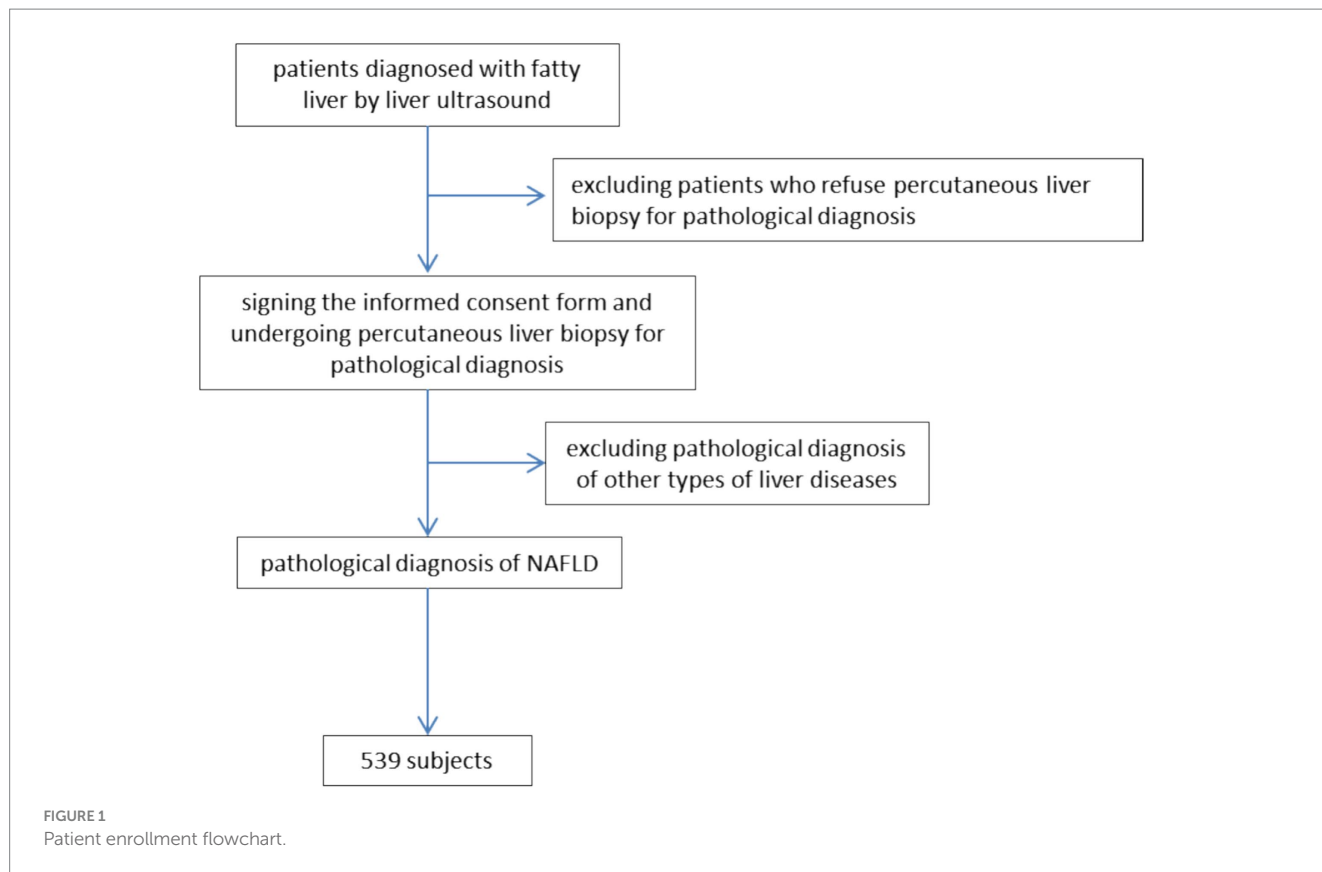 patients diagnosed with fatty
liver by liver ultrasound
excluding patients who refuse percutaneous liver
biopsy for pathological diagnosis
signing the informed consent form and
undergoing percutaneous liver biopsy for
pathological diagnosis
excluding pathological diagnosis
of other types of liver diseases
pathological diagnosis of NAFLD
539 subjects
FIGURE 1
Patient enrollment flowchart.